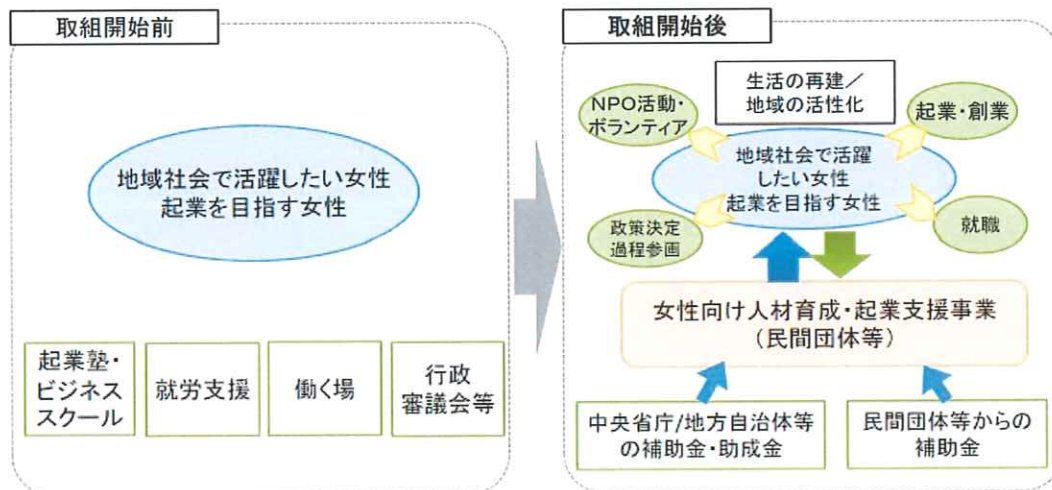 取組開始前
地域社会で活躍したい女性
起業を目指す女性
起業塾・
ビジネス
スクール
就労支援
働く場
行政
審議会等
取組開始後
生活の再建／
地域の活性化
NPO活動・
ボランティア
起業・創業
地域社会で活躍
したい女性
起業を目指す女性
政策決定
過程参画
就職
女性向け人材育成・起業支援事業
（民間団体等）
中央省庁/地方自治体等
の補助金・助成金
民間団体等からの
補助金